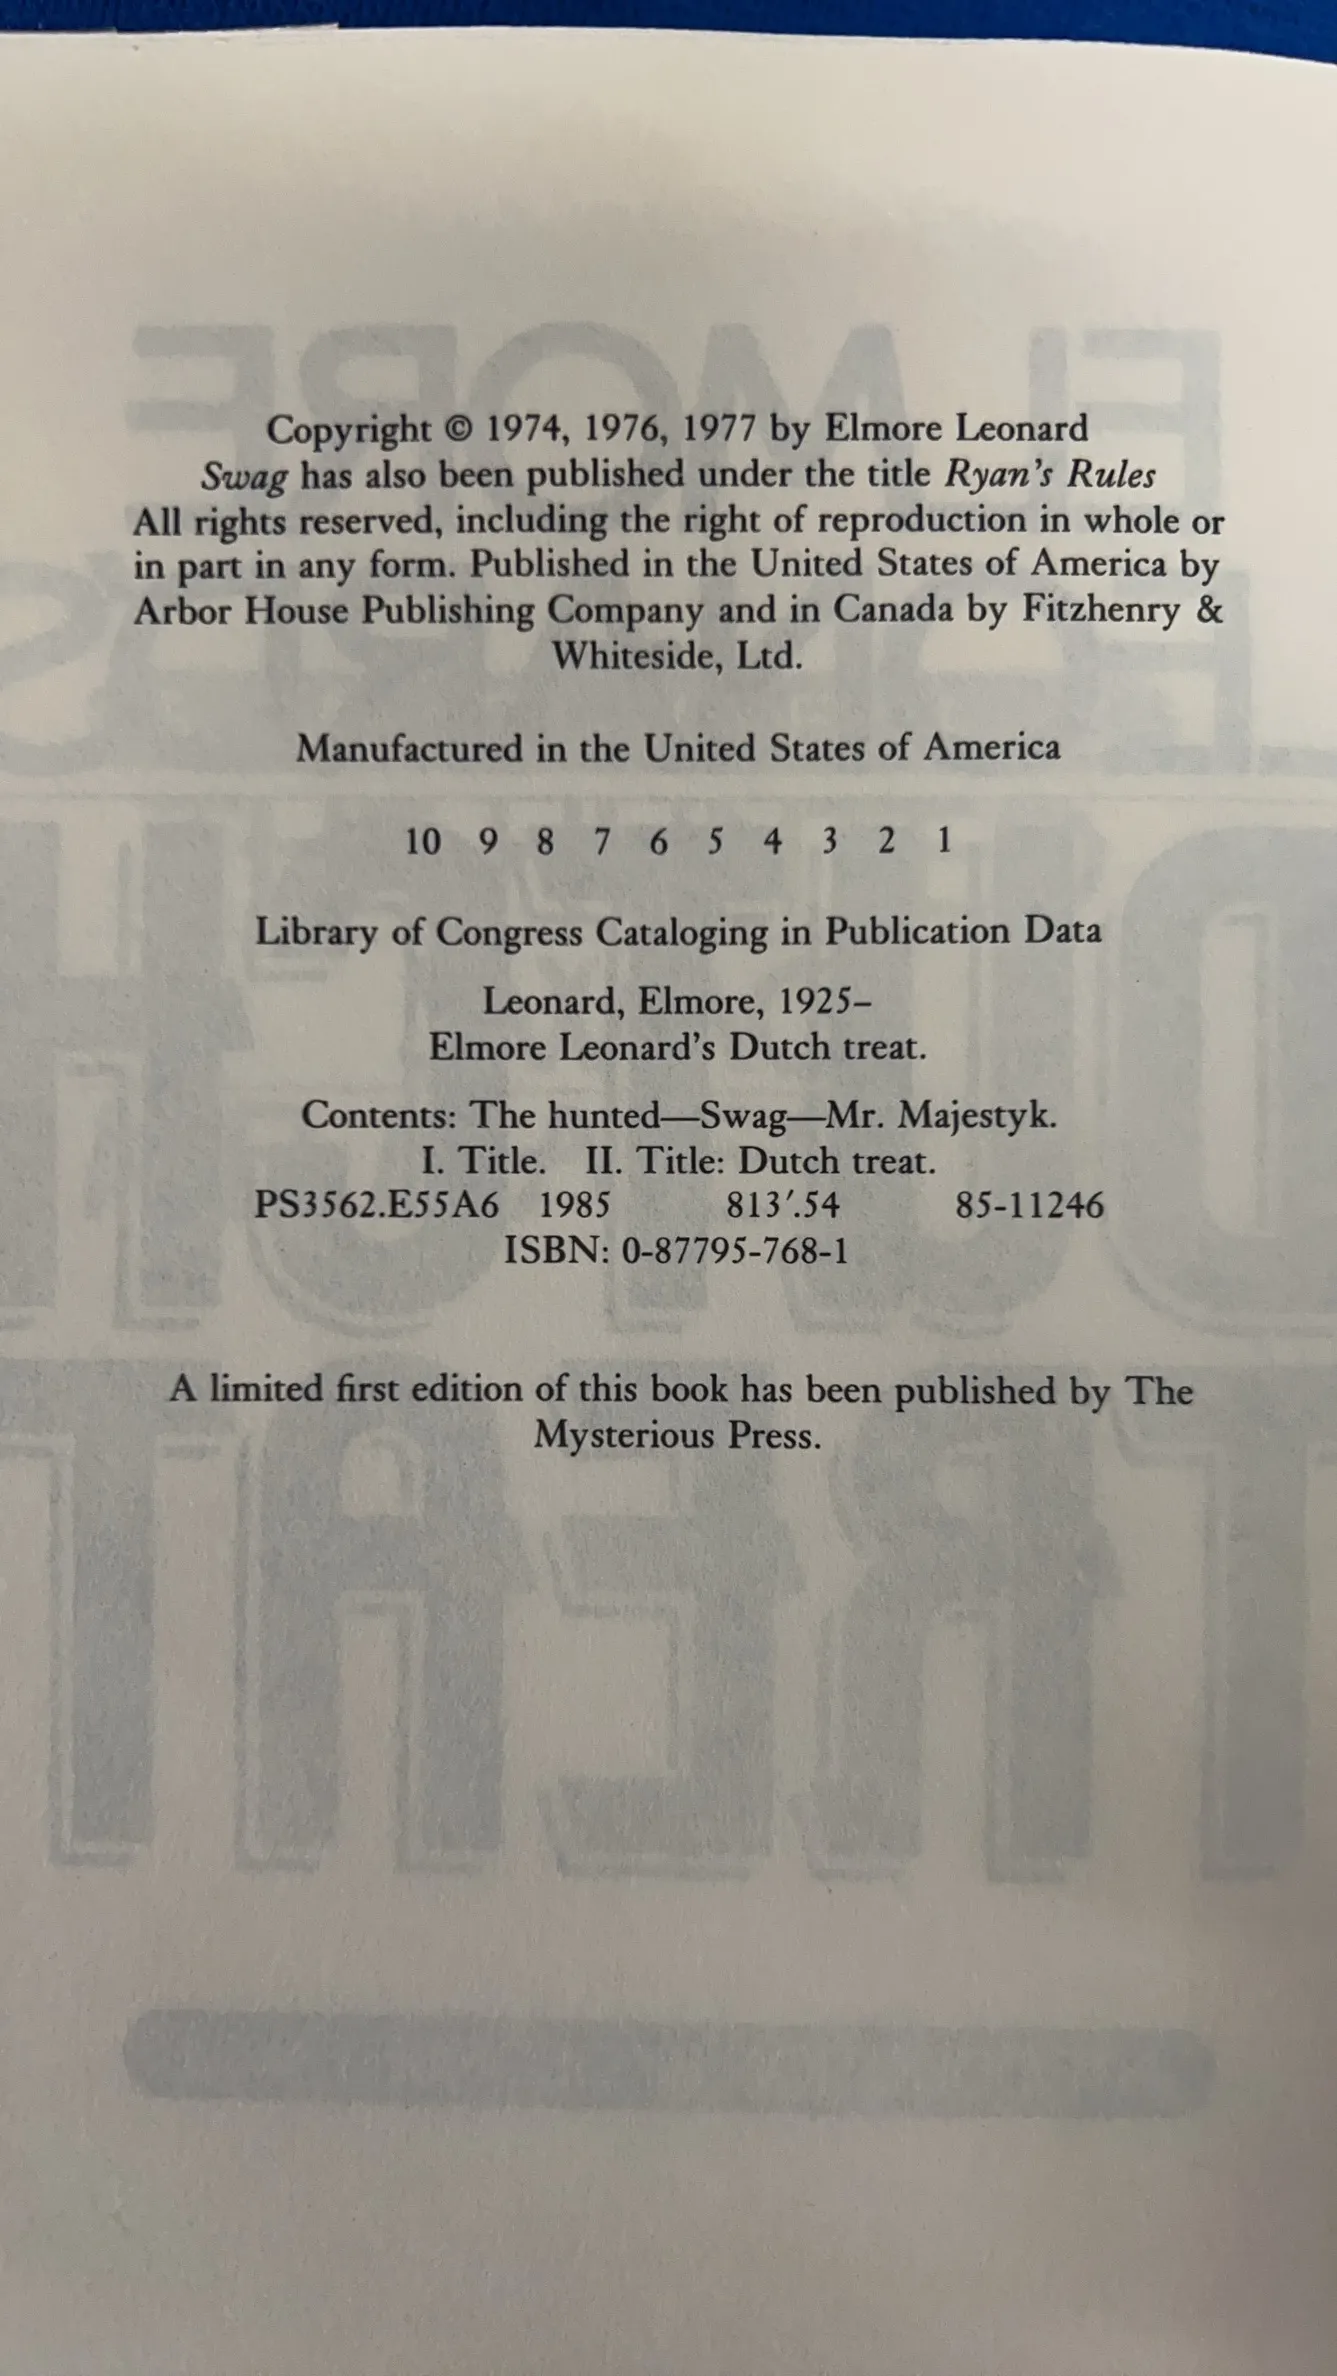 Copyright © 1974, 1976, 1977 by Elmore Leonard
Swag has also been published under the title Ryan's Rules
All rights reserved, including the right of reproduction in whole or
in part in any form. Published in the United States of America by
Arbor House Publishing Company and in Canada by Fitzhenry &
Whiteside, Ltd.
Manufactured in the United States of America
10 9 8 7 6 5 4 3 2 1
Library of Congress Cataloging in Publication Data
Leonard, Elmore, 1925–
Elmore Leonard's Dutch treat.
Contents: The hunted—Swag—Mr. Majestyk.
I. Title. II. Title: Dutch treat.
PS3562.E55A6 1985 813′.54 85-11246
ISBN: 0-87795-768-1
A limited first edition of this book has been published by The
Mysterious Press.